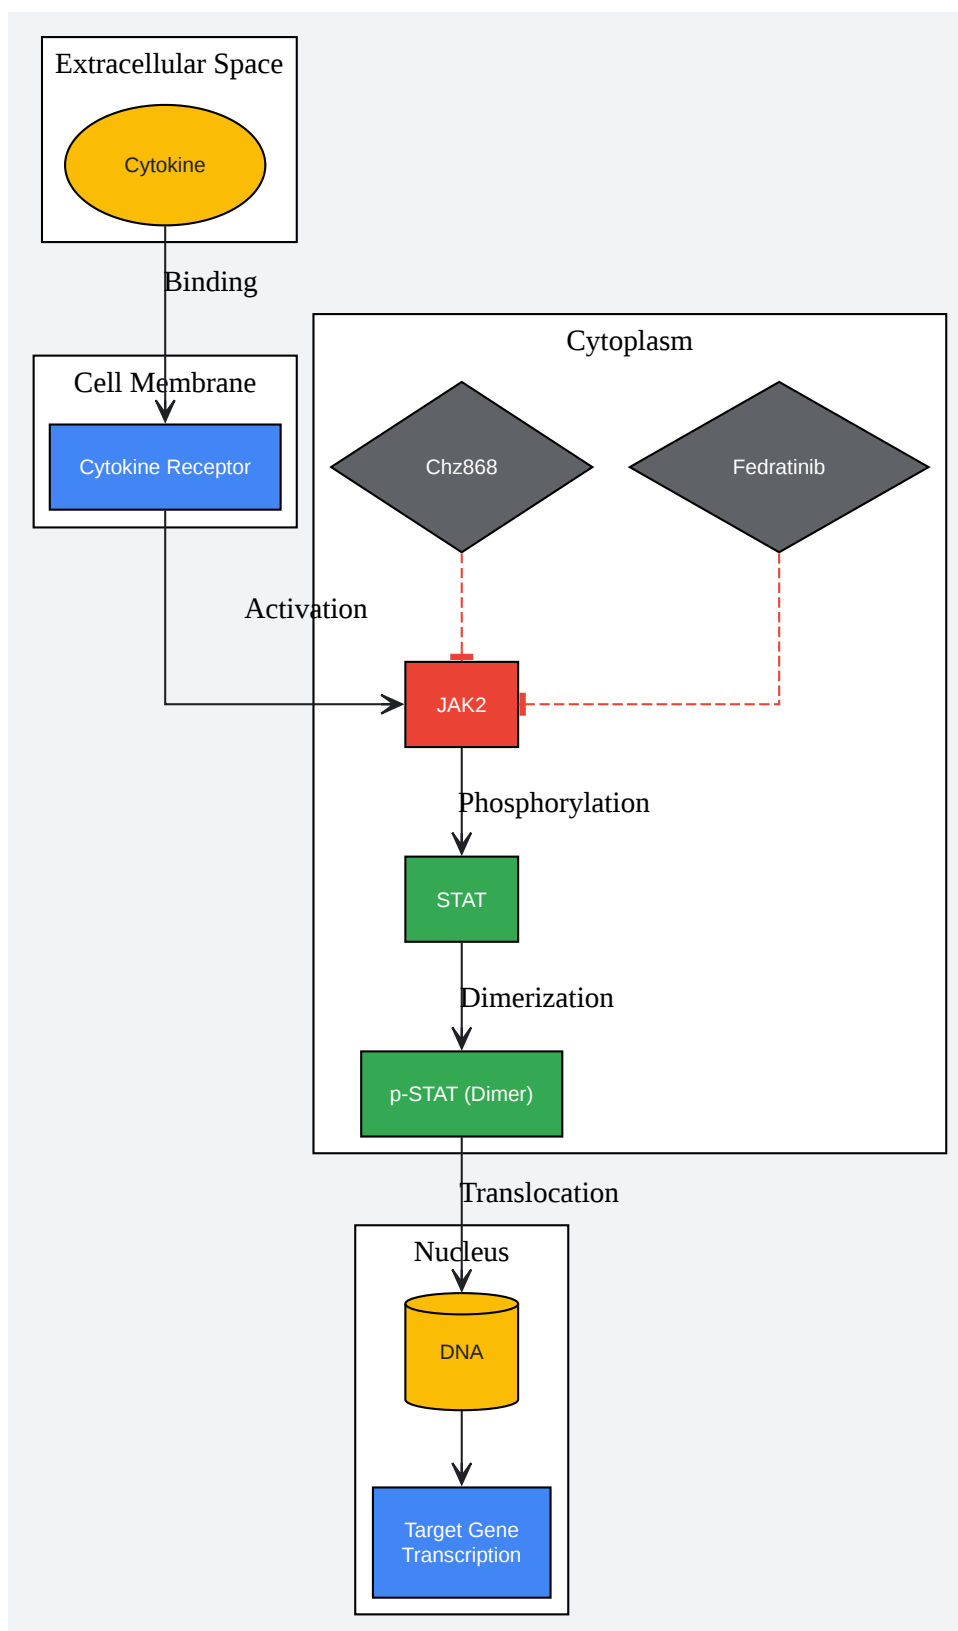 Extracellular Space
Cytokine
Binding
Cell Membrane
Cytokine Receptor
Cytoplasm
Chz868
Fedratinib
Activation
JAK2
Phosphorylation
STAT
Dimerization
p-STAT (Dimer)
Translocation
Nucleus
DNA
Target Gene
Transcription